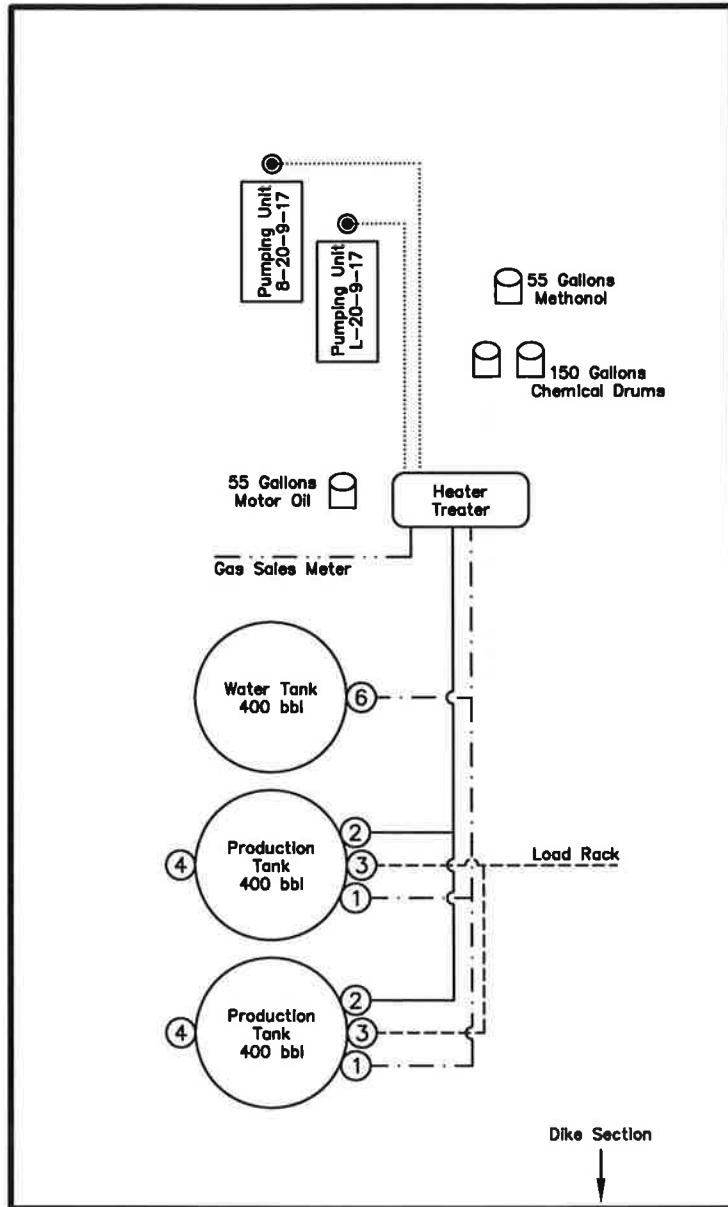 Pumping Unit
8-20-9-17
Pumping Unit
L-20-9-17
55 Gallons
Methonol
150 Gallons
Chemical Drums
55 Gallons
Motor Oil
Heater
Treater
Gas Sales Meter
Water Tank
400 bbl
6
2
Production
Tank
400 bbl
4
3
Load Rack
1
2
Production
Tank
400 bbl
4
3
1
Dike Section